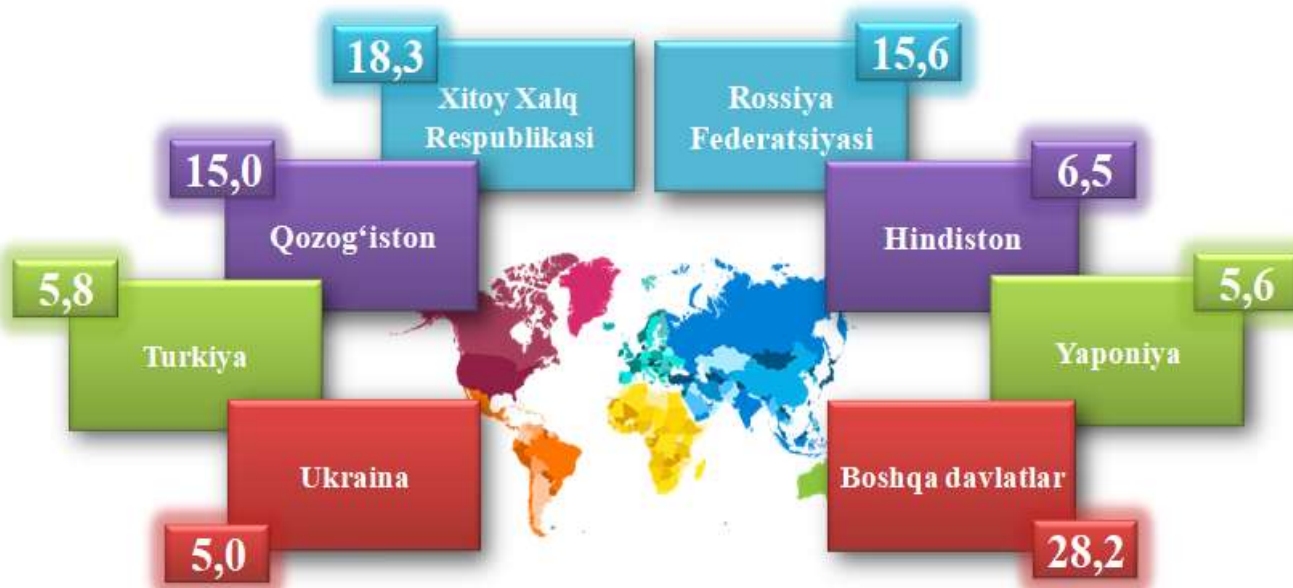 18,3
Xitoy Xalq
Respublikasi
15,6
Rossiya
Federatsiyasi
15,0
Qozog‘iston
6,5
Hindiston
5,8
Turkiya
5,6
Yaponiya
Ukraina
5,0
Boshqa davlatlar
28,2